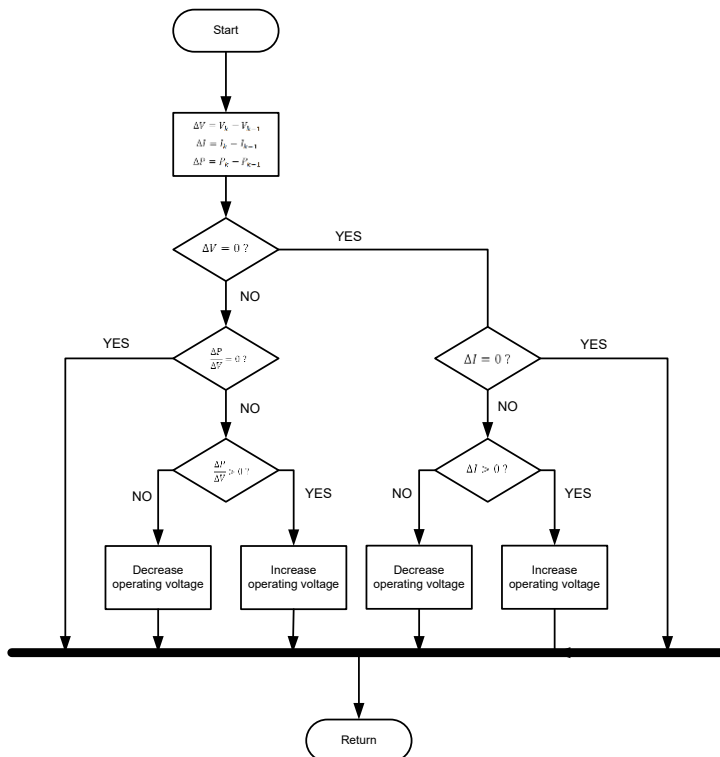 Start
ΔV = V_k − V_{k−1}
ΔI = I_k − I_{k−1}
ΔP = P_k − P_{k−1}
YES
ΔV = 0 ?
NO
YES
ΔP/ΔV = 0 ?
ΔI = 0 ?
YES
NO
NO
ΔP/ΔV > 0 ?
ΔI > 0 ?
NO
YES
NO
YES
Decrease
operating voltage
Increase
operating voltage
Decrease
operating voltage
Increase
operating voltage
Return